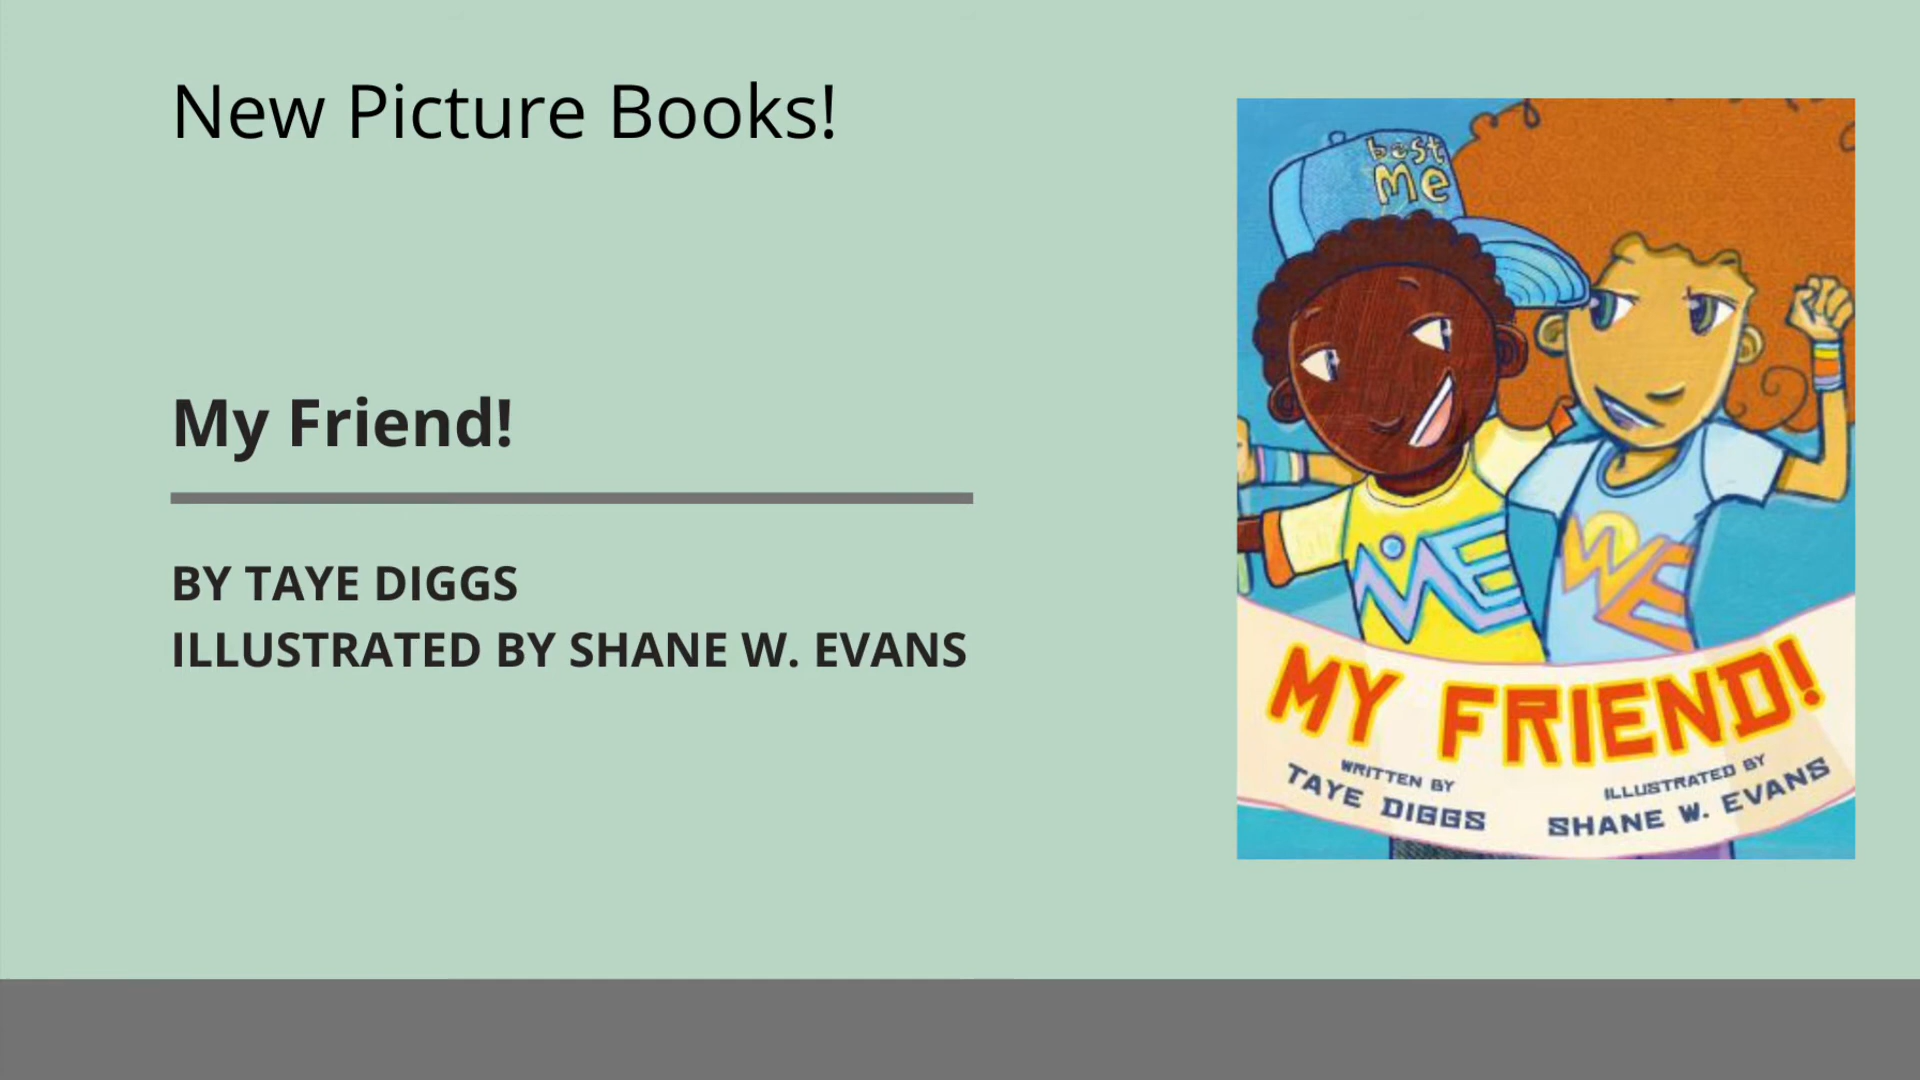 New Picture Books!
My Friend!
BY TAYE DIGGS
ILLUSTRATED BY SHANE W. EVANS
best
Me
ME
WE
MY FRIEND!
WRITTEN BY
TAYE DIGGS
ILLUSTRATED BY
SHANE W. EVANS